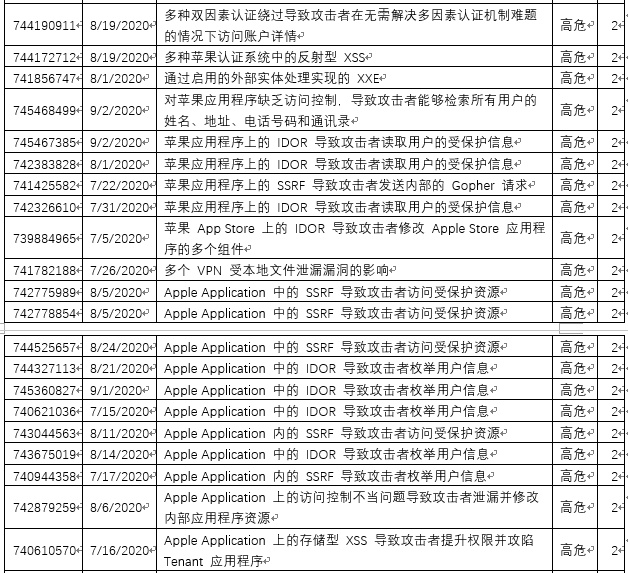 744190911 8/19/2020 多种双因素认证绕过导致攻击者在无需解决多因素认证机制难题 高危 2
的情况下访问账户详情
744172712 8/19/2020 多种苹果认证系统中的反射型 XSS 高危 2
741856747 8/1/2020 通过启用的外部实体处理实现的 XXE 高危 2
745468499 9/2/2020 对苹果应用程序缺乏访问控制，导致攻击者能够检索所有用户的 高危 2
姓名、地址、电话号码和通讯录
745467385 9/2/2020 苹果应用程序上的 IDOR 导致攻击者读取用户的受保护信息 高危 2
742383828 8/1/2020 苹果应用程序上的 IDOR 导致攻击者读取用户的受保护信息 高危 2
741425582 7/22/2020 苹果应用程序上的 SSRF 导致攻击者发送内部的 Gopher 请求 高危 2
742326610 7/31/2020 苹果应用程序上的 IDOR 导致攻击者读取用户的受保护信息 高危 2
739884965 7/5/2020 苹果 App Store 上的 IDOR 导致攻击者修改 Apple Store 应用程 高危 2
序的多个组件
741782188 7/26/2020 多个 VPN 受本地文件泄漏漏洞的影响 高危 2
742775989 8/5/2020 Apple Application 中的 SSRF 导致攻击者访问受保护资源 高危 2
742778854 8/5/2020 Apple Application 中的 SSRF 导致攻击者访问受保护资源 高危 2
744525657 8/24/2020 Apple Application 中的 SSRF 导致攻击者访问受保护资源 高危 2
744327113 8/21/2020 Apple Application 中的 IDOR 导致攻击者枚举用户信息 高危 2
745360827 9/1/2020 Apple Application 中的 IDOR 导致攻击者枚举用户信息 高危 2
740621036 7/15/2020 Apple Application 中的 IDOR 导致攻击者枚举用户信息 高危 2
743044563 8/11/2020 Apple Application 内的 SSRF 导致攻击者访问受保护资源 高危 2
743675019 8/14/2020 Apple Application 中的 IDOR 导致攻击者枚举用户信息 高危 2
740944358 7/17/2020 Apple Application 内的 SSRF 导致攻击者枚举用户信息 高危 2
742879259 8/6/2020 Apple Application 上的访问控制不当问题导致攻击者泄漏并修改 高危 2
内部应用程序资源
740610570 7/16/2020 Apple Application 上的存储型 XSS 导致攻击者提升权限并攻陷 高危 2
Tenant 应用程序